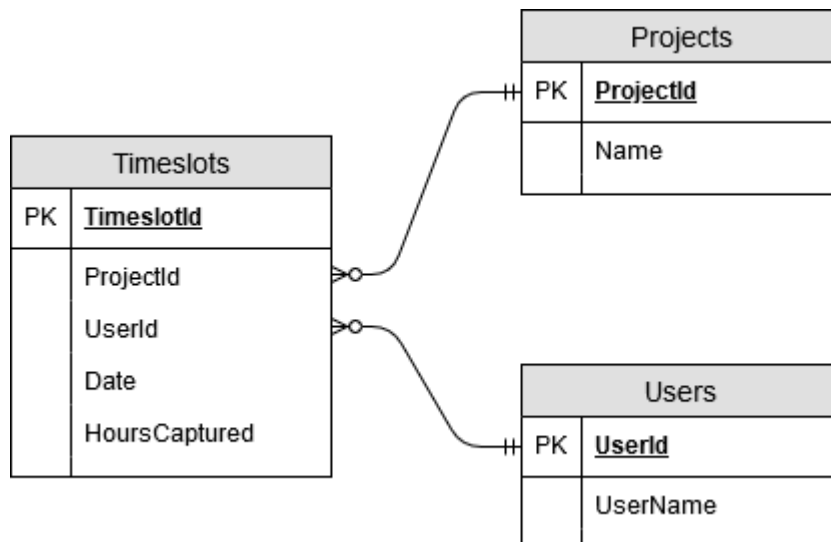 Projects
PK ProjectId
Name
Timeslots
PK TimeslotId
ProjectId
UserId
Date
HoursCaptured
Users
PK UserId
UserName